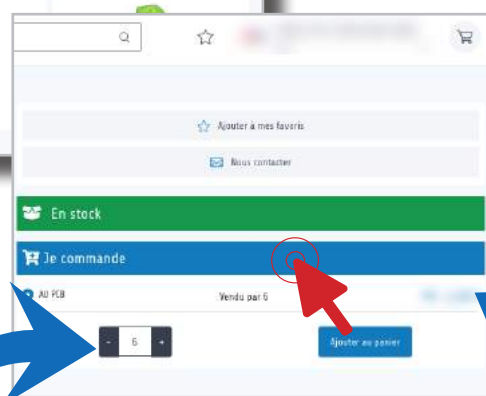 Ajouter à mes favoris
Nous contacter
En stock
Je commande
AU PCB
Vendu par 6
- 6 +
Ajouter au panier